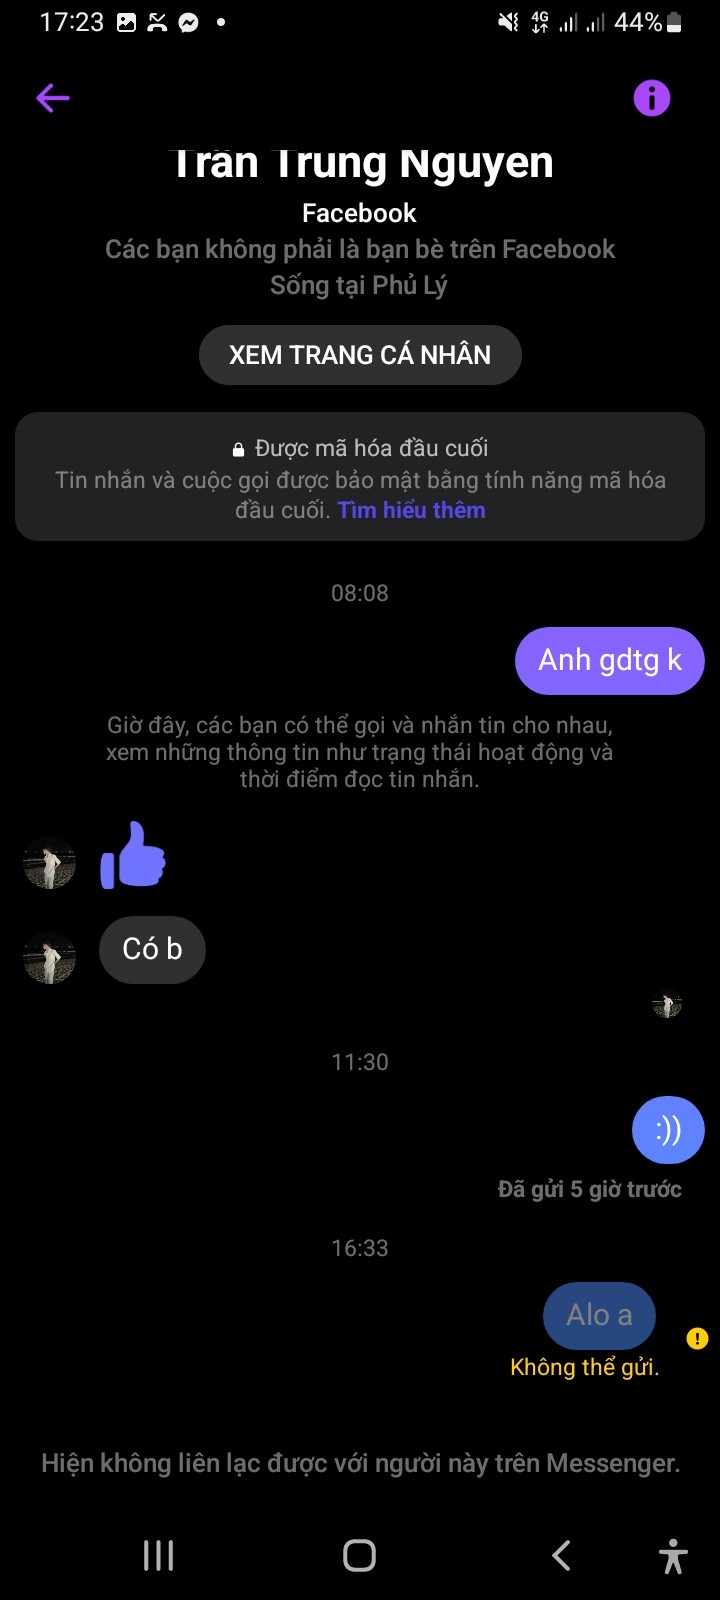 17:23
4G
44%
Trần Trung Nguyen
Facebook
Các bạn không phải là bạn bè trên Facebook
Sống tại Phủ Lý
XEM TRANG CÁ NHÂN
Được mã hóa đầu cuối
Tin nhắn và cuộc gọi được bảo mật bằng tính năng mã hóa
đầu cuối. Tìm hiểu thêm
08:08
Anh gdtg k
Giờ đây, các bạn có thể gọi và nhắn tin cho nhau,
xem những thông tin như trạng thái hoạt động và
thời điểm đọc tin nhắn.
Có b
11:30
:))
Đã gửi 5 giờ trước
16:33
Alo a
Không thể gửi.
Hiện không liên lạc được với người này trên Messenger.